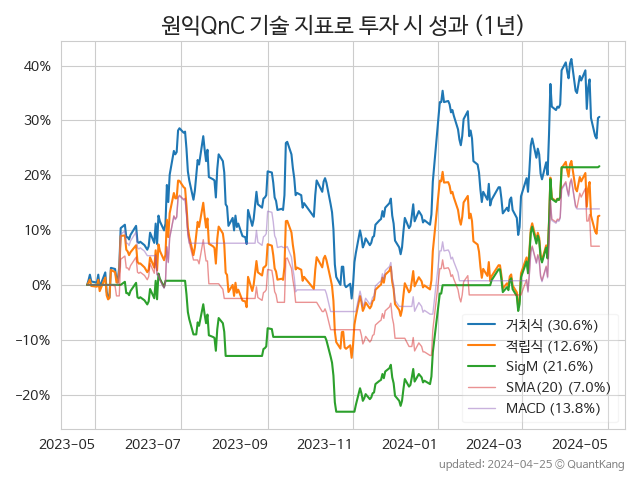 원익QnC 기술 지표로 투자 시 성과 (1년)
40%
30%
20%
10%
0%
−10%
−20%
거치식 (30.6%)
적립식 (12.6%)
SigM (21.6%)
SMA(20) (7.0%)
MACD (13.8%)
2023-05 2023-07 2023-09 2023-11 2024-01 2024-03 2024-05
updated: 2024-04-25 © QuantKang